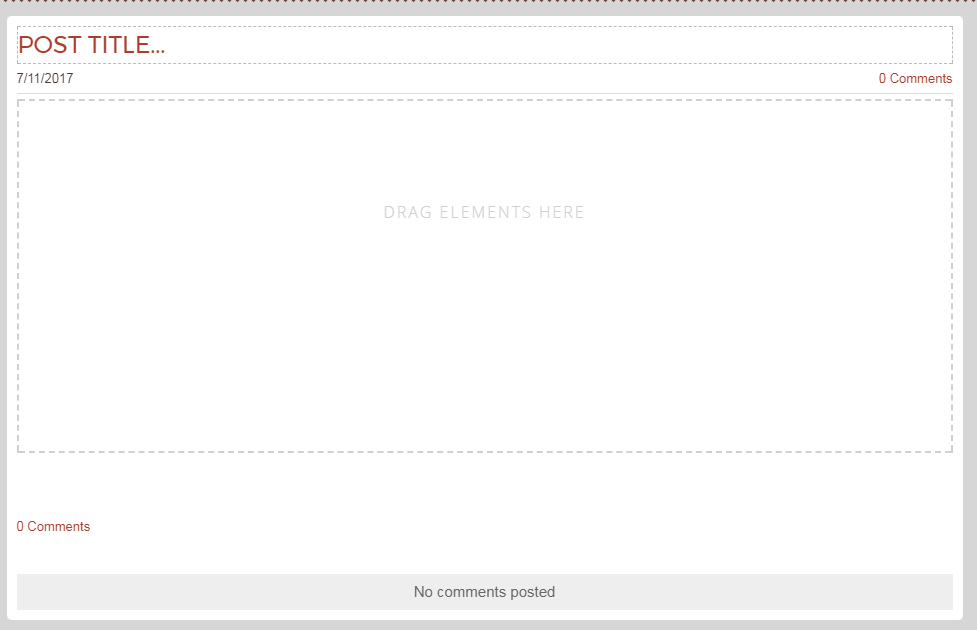 POST TITLE...
7/11/2017
0 Comments
DRAG ELEMENTS HERE
0 Comments
No comments posted